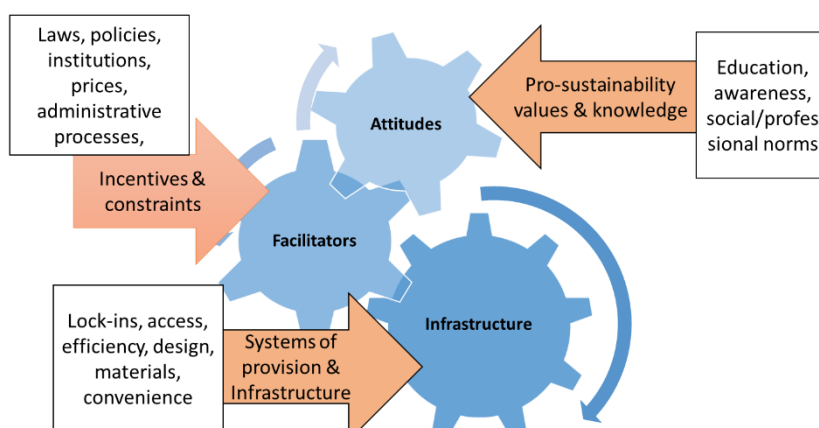 Laws, policies,
institutions,
prices,
administrative
processes,
Incentives &
constraints
Attitudes
Pro-sustainability
values & knowledge
Education,
awareness,
social/profes
sional norms
Facilitators
Lock-ins, access,
efficiency, design,
materials,
convenience
Systems of
provision &
Infrastructure
Infrastructure